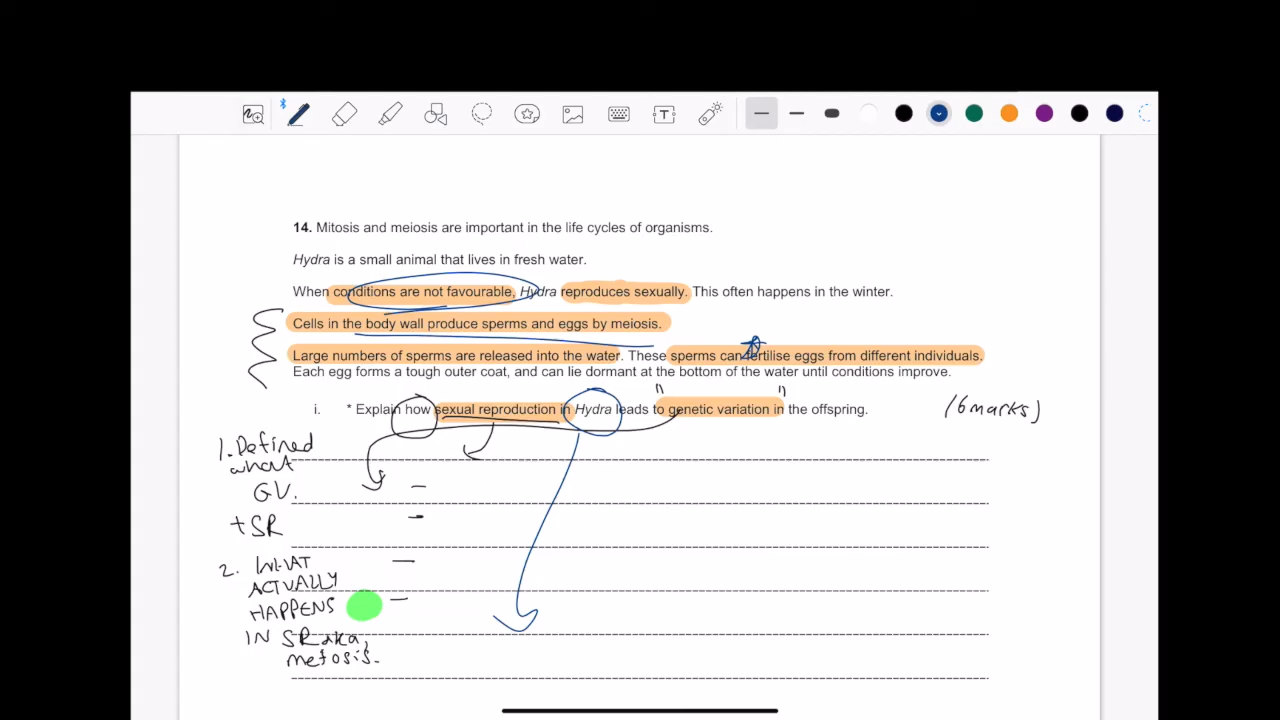 14. Mitosis and meiosis are important in the life cycles of organisms.
Hydra is a small animal that lives in fresh water.
When conditions are not favourable, Hydra reproduces sexually. This often happens in the winter.
Cells in the body wall produce sperms and eggs by meiosis.
Large numbers of sperms are released into the water. These sperms can fertilise eggs from different individuals.
Each egg forms a tough outer coat, and can lie dormant at the bottom of the water until conditions improve.
i. * Explain how sexual reproduction in Hydra leads to "genetic variation in" the offspring. (6 marks)
1. Defined
what
GV.
+ SR
2. WHAT
ACTUALLY
HAPPENS
IN SR aka,
metosis.